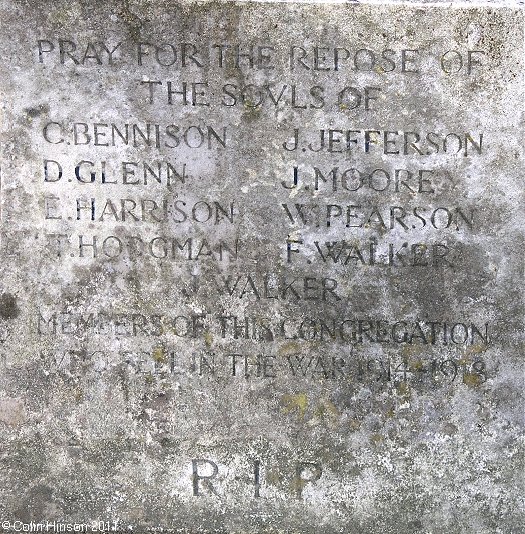 PRAY FOR THE REPOSE OF
THE SOVLS OF
C. BENNISON J. JEFFERSON
D. GLENN J. MOORE
E. HARRISON W. PEARSON
T. HODGMAN F. WALKER
J. WALKER
MEMBERS OF THIS CONGREGATION
WHO FELL IN THE WAR 1914-1918
R I P
© Colin Hinson 2011